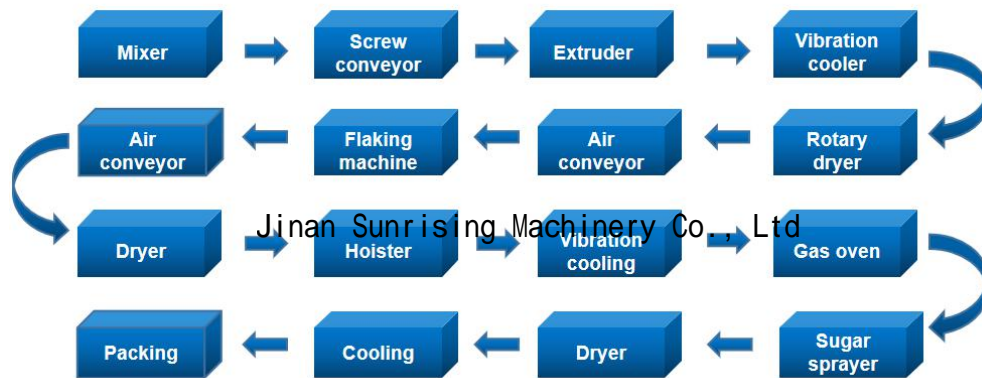 Mixer
Screw
conveyor
Extruder
Vibration
cooler
Air
conveyor
Flaking
machine
Air
conveyor
Rotary
dryer
Jinan Sunrising Machinery Co., Ltd
Dryer
Hoister
Vibration
cooling
Gas oven
Packing
Cooling
Dryer
Sugar
sprayer